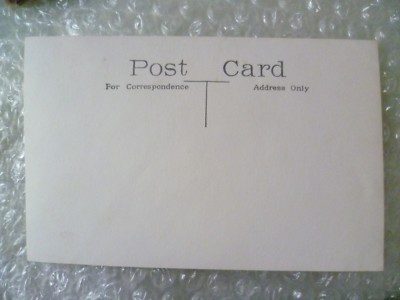 Post Card
For Correspondence Address Only